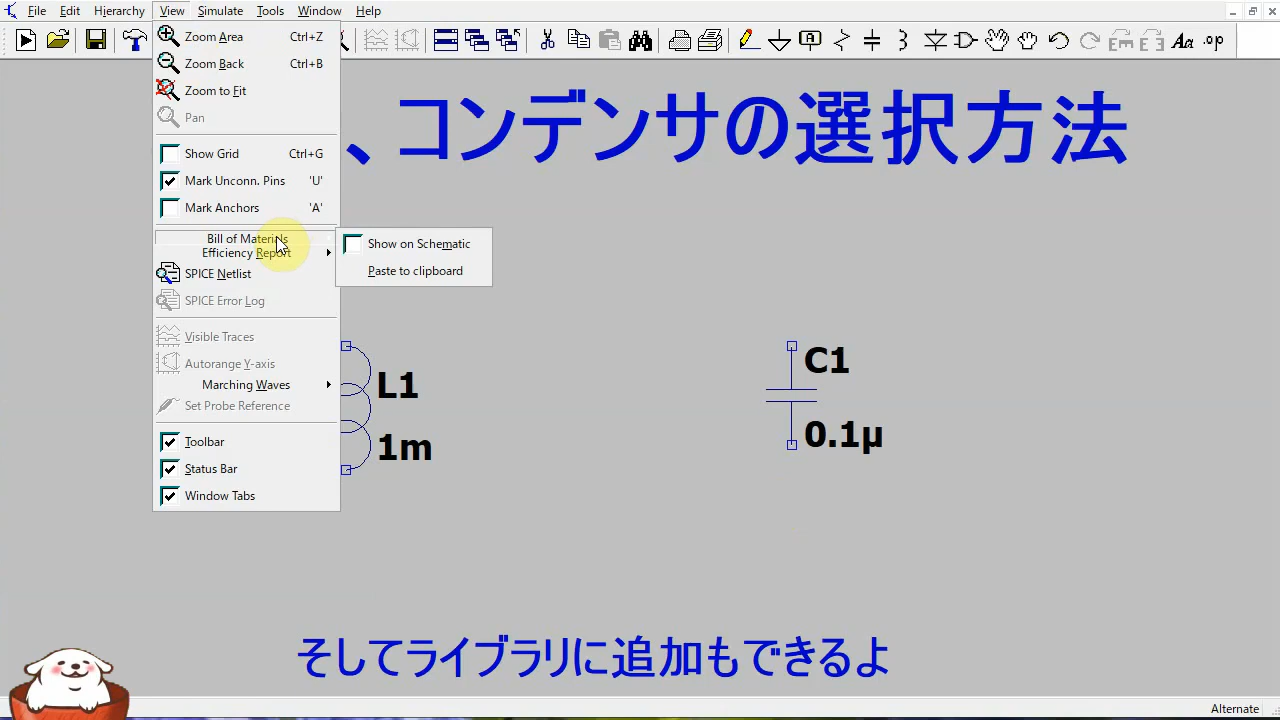 File Edit Hierarchy View Simulate Tools Window Help
Zoom Area Ctrl+Z
Zoom Back Ctrl+B
Zoom to Fit
Pan
Show Grid Ctrl+G
Mark Unconn. Pins 'U'
Mark Anchors 'A'
Bill of Materials
Efficiency Report
SPICE Netlist
SPICE Error Log
Visible Traces
Autorange Y-axis
Marching Waves
Set Probe Reference
Toolbar
Status Bar
Window Tabs
Show on Schematic
Paste to clipboard
Aa .op
、コンデンサの選択方法
L1
1m
C1
0.1µ
そしてライブラリに追加もできるよ
Alternate